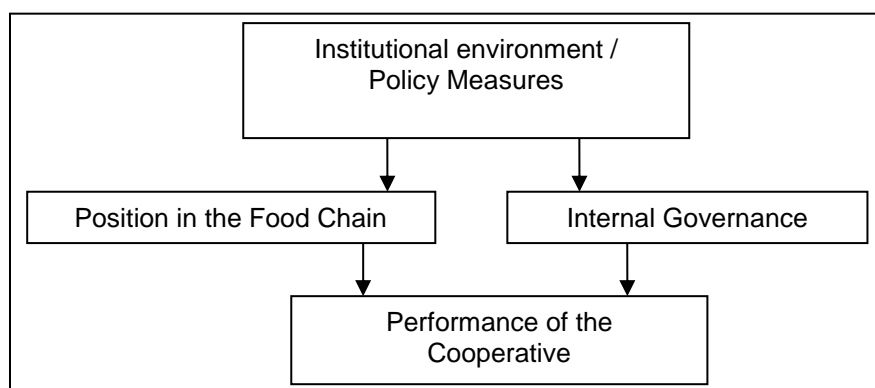 Institutional environment /
Policy Measures
Position in the Food Chain
Internal Governance
Performance of the
Cooperative